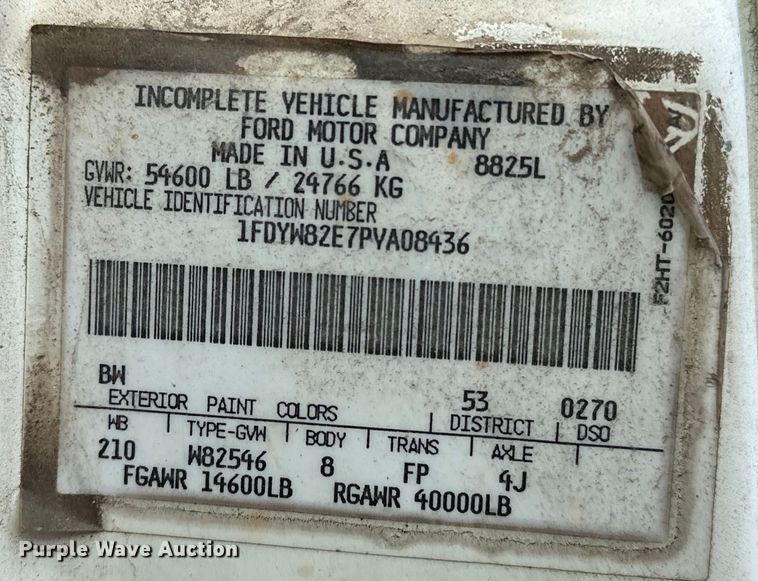 INCOMPLETE VEHICLE MANUFACTURED BY
FORD MOTOR COMPANY
MADE IN U.S.A 8825L
GVWR: 54600 LB / 24766 KG
VEHICLE IDENTIFICATION NUMBER
1FDYW82E7PVA08436
F2HT-6020
BW 53 0270
EXTERIOR PAINT COLORS DISTRICT DSO
WB TYPE-GVW BODY TRANS AXLE
210 W82546 8 FP 4J
FGAWR 14600LB RGAWR 40000LB
Purple Wave Auction